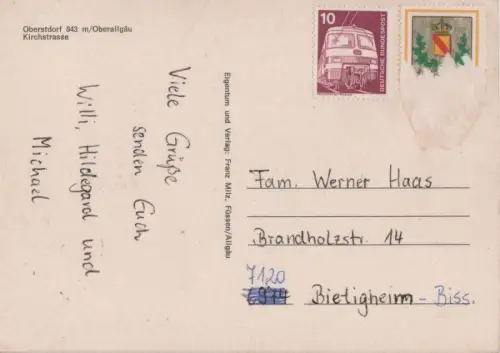 Oberstdorf 843 m/Oberallgäu
Kirchstrasse
Viele Grüße
senden Euch
Willi, Hildegard und
Michael
Eigentum und Verlag: Franz Milz, Füssen/Allgäu
10
DEUTSCHE BUNDESPOST
Fam. Werner Haas
Brandholzstr. 14
7120
Bietigheim - Biss.